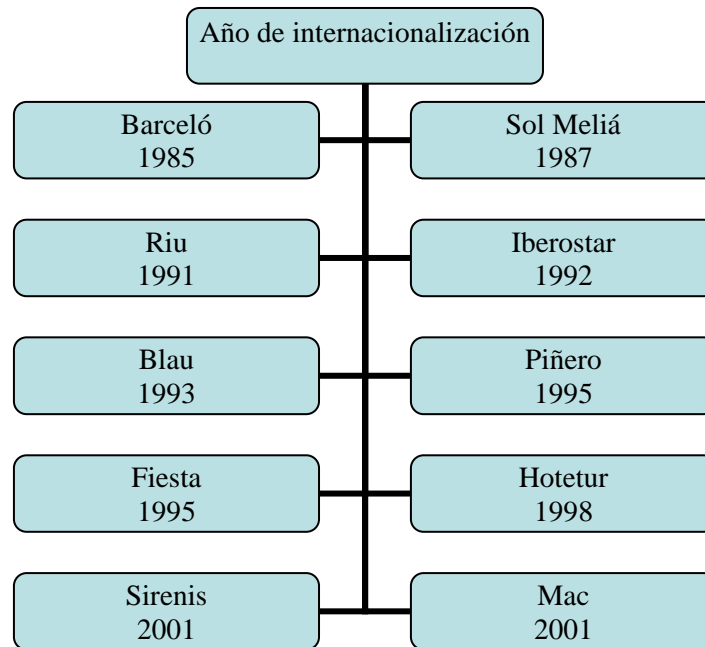 Año de internacionalización
Barceló
1985
Sol Meliá
1987
Riu
1991
Iberostar
1992
Blau
1993
Piñero
1995
Fiesta
1995
Hotetur
1998
Sirenis
2001
Mac
2001